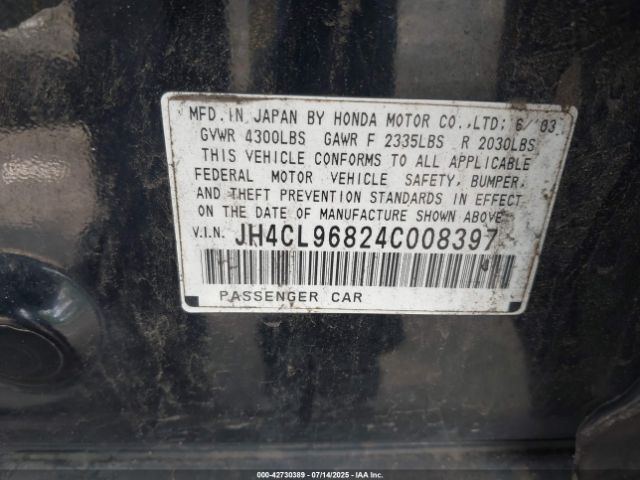 MFD. IN JAPAN BY HONDA MOTOR CO.,LTD; 6/'03
GVWR 4300LBS GAWR F 2335LBS R 2030LBS
THIS VEHICLE CONFORMS TO ALL APPLICABLE
FEDERAL MOTOR VEHICLE SAFETY, BUMPER,
AND THEFT PREVENTION STANDARDS IN EFFECT
ON THE DATE OF MANUFACTURE SHOWN ABOVE.
V.I.N. JH4CL96824C008397
PASSENGER CAR
000-42730389 - 07/14/2025 - IAAI.COM